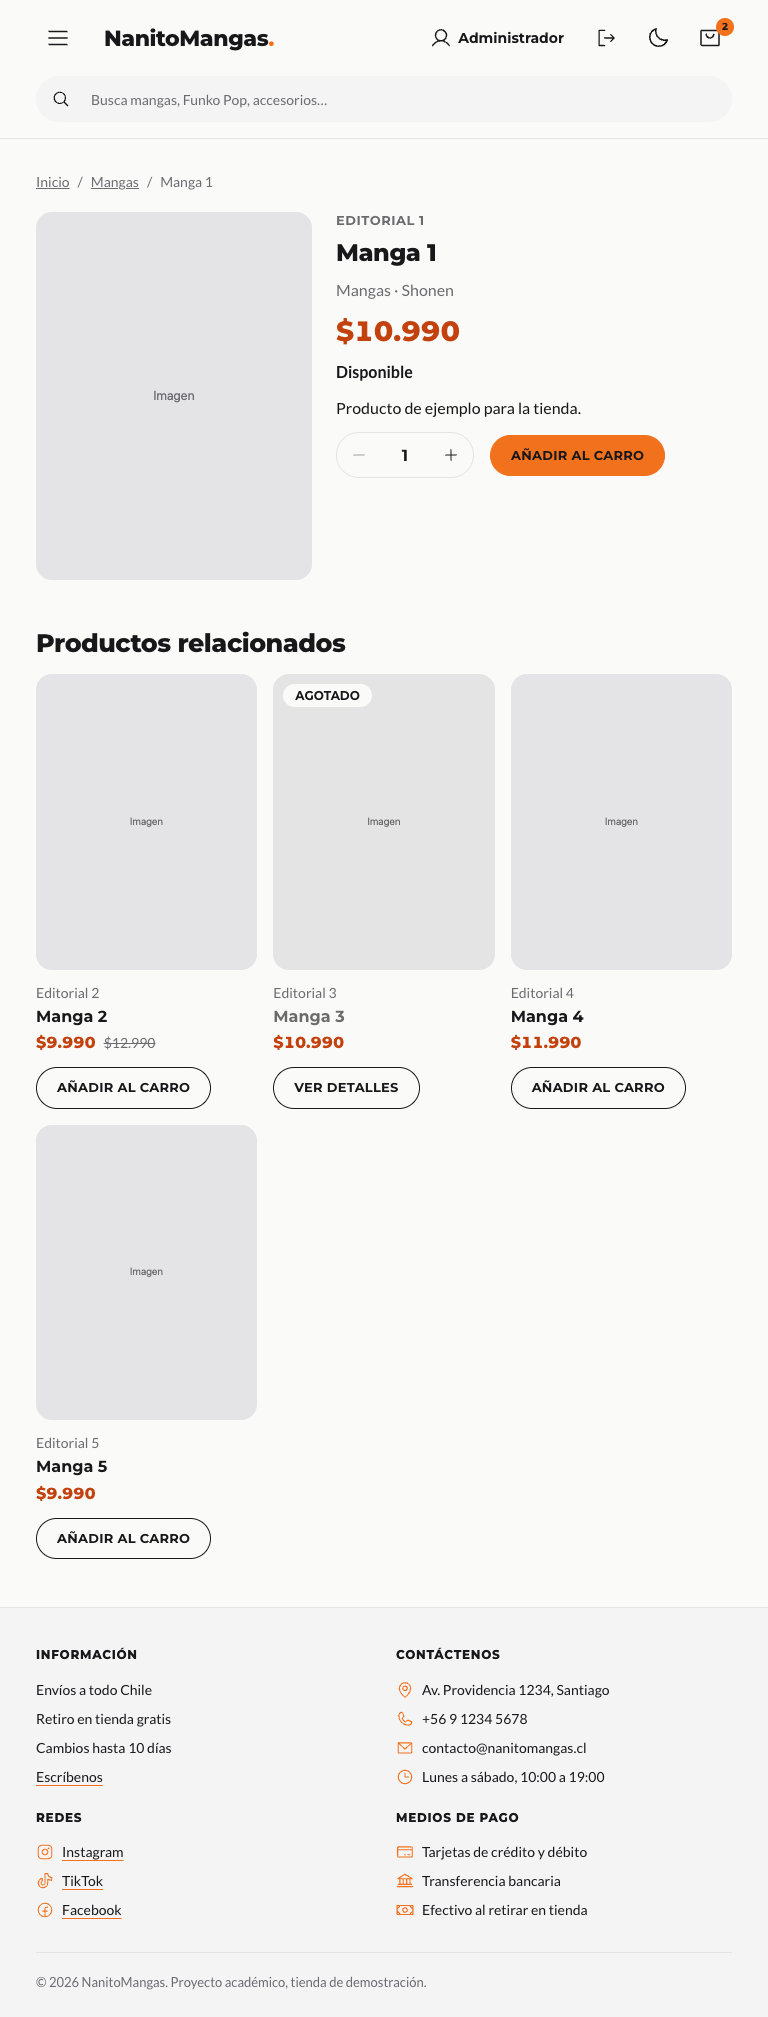 NanitoMangas.
Administrador
2
Busca mangas, Funko Pop, accesorios...
Inicio / Mangas / Manga 1
Imagen
EDITORIAL 1
Manga 1
Mangas · Shonen
$10.990
Disponible
Producto de ejemplo para la tienda.
1
AÑADIR AL CARRO
Productos relacionados
Imagen
Editorial 2
Manga 2
$9.990 $12.990
AÑADIR AL CARRO
AGOTADO
Imagen
Editorial 3
Manga 3
$10.990
VER DETALLES
Imagen
Editorial 4
Manga 4
$11.990
AÑADIR AL CARRO
Imagen
Editorial 5
Manga 5
$9.990
AÑADIR AL CARRO
INFORMACIÓN
Envíos a todo Chile
Retiro en tienda gratis
Cambios hasta 10 días
Escríbenos
CONTÁCTENOS
Av. Providencia 1234, Santiago
+56 9 1234 5678
contacto@nanitomangas.cl
Lunes a sábado, 10:00 a 19:00
REDES
Instagram
TikTok
Facebook
MEDIOS DE PAGO
Tarjetas de crédito y débito
Transferencia bancaria
Efectivo al retirar en tienda
© 2026 NanitoMangas. Proyecto académico, tienda de demostración.